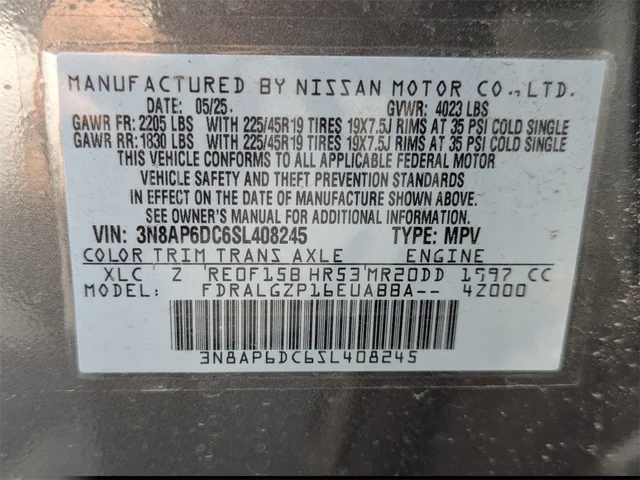 MANUFACTURED BY NISSAN MOTOR CO., LTD.
DATE: 05/25. GVWR: 4023 LBS
GAWR FR: 2205 LBS WITH 225/45R19 TIRES 19X7.5J RIMS AT 35 PSI COLD SINGLE
GAWR RR: 1830 LBS WITH 225/45R19 TIRES 19X7.5J RIMS AT 35 PSI COLD SINGLE
THIS VEHICLE CONFORMS TO ALL APPLICABLE FEDERAL MOTOR
VEHICLE SAFETY AND THEFT PREVENTION STANDARDS
IN EFFECT ON THE DATE OF MANUFACTURE SHOWN ABOVE.
SEE OWNER'S MANUAL FOR ADDITIONAL INFORMATION.
VIN: 3N8AP6DC6SL408245 TYPE: MPV
COLOR TRIM TRANS AXLE ENGINE
XLC Z RE0F15B HR53 MR20DD 1997 CC
MODEL: FDRALGZP16EUABBA-- 42000
3N8AP6DC6SL408245